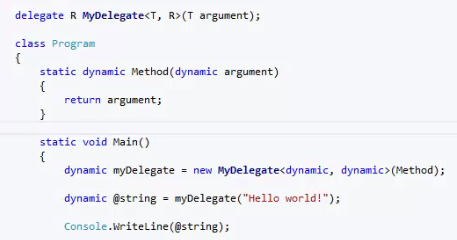 delegate R MyDelegate<T, R>(T argument);
class Program
{
static dynamic Method(dynamic argument)
{
return argument;
}
static void Main()
{
dynamic myDelegate = new MyDelegate<dynamic, dynamic>(Method);
dynamic @string = myDelegate("Hello world!");
Console.WriteLine(@string);